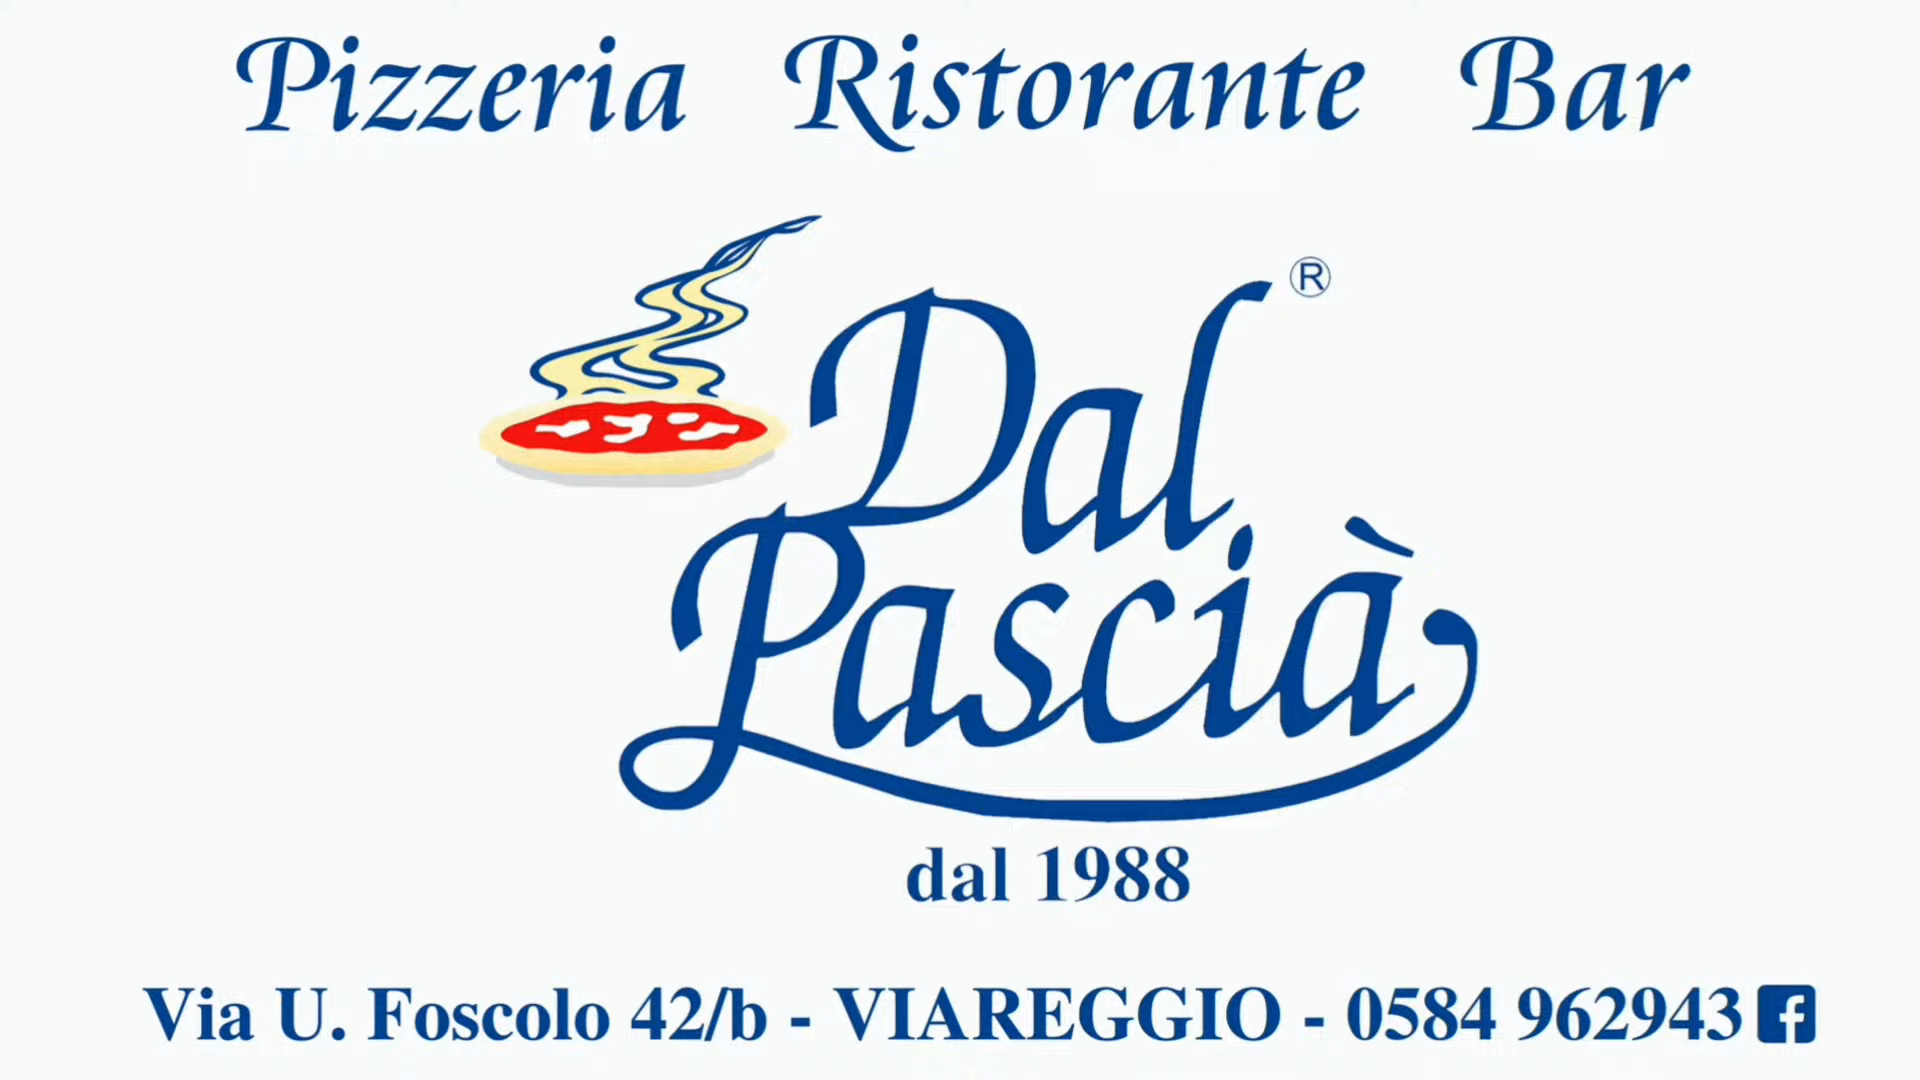 Pizzeria Ristorante Bar
Dal ®
Pascià
dal 1988
Via U. Foscolo 42/b - VIAREGGIO - 0584 962943 f